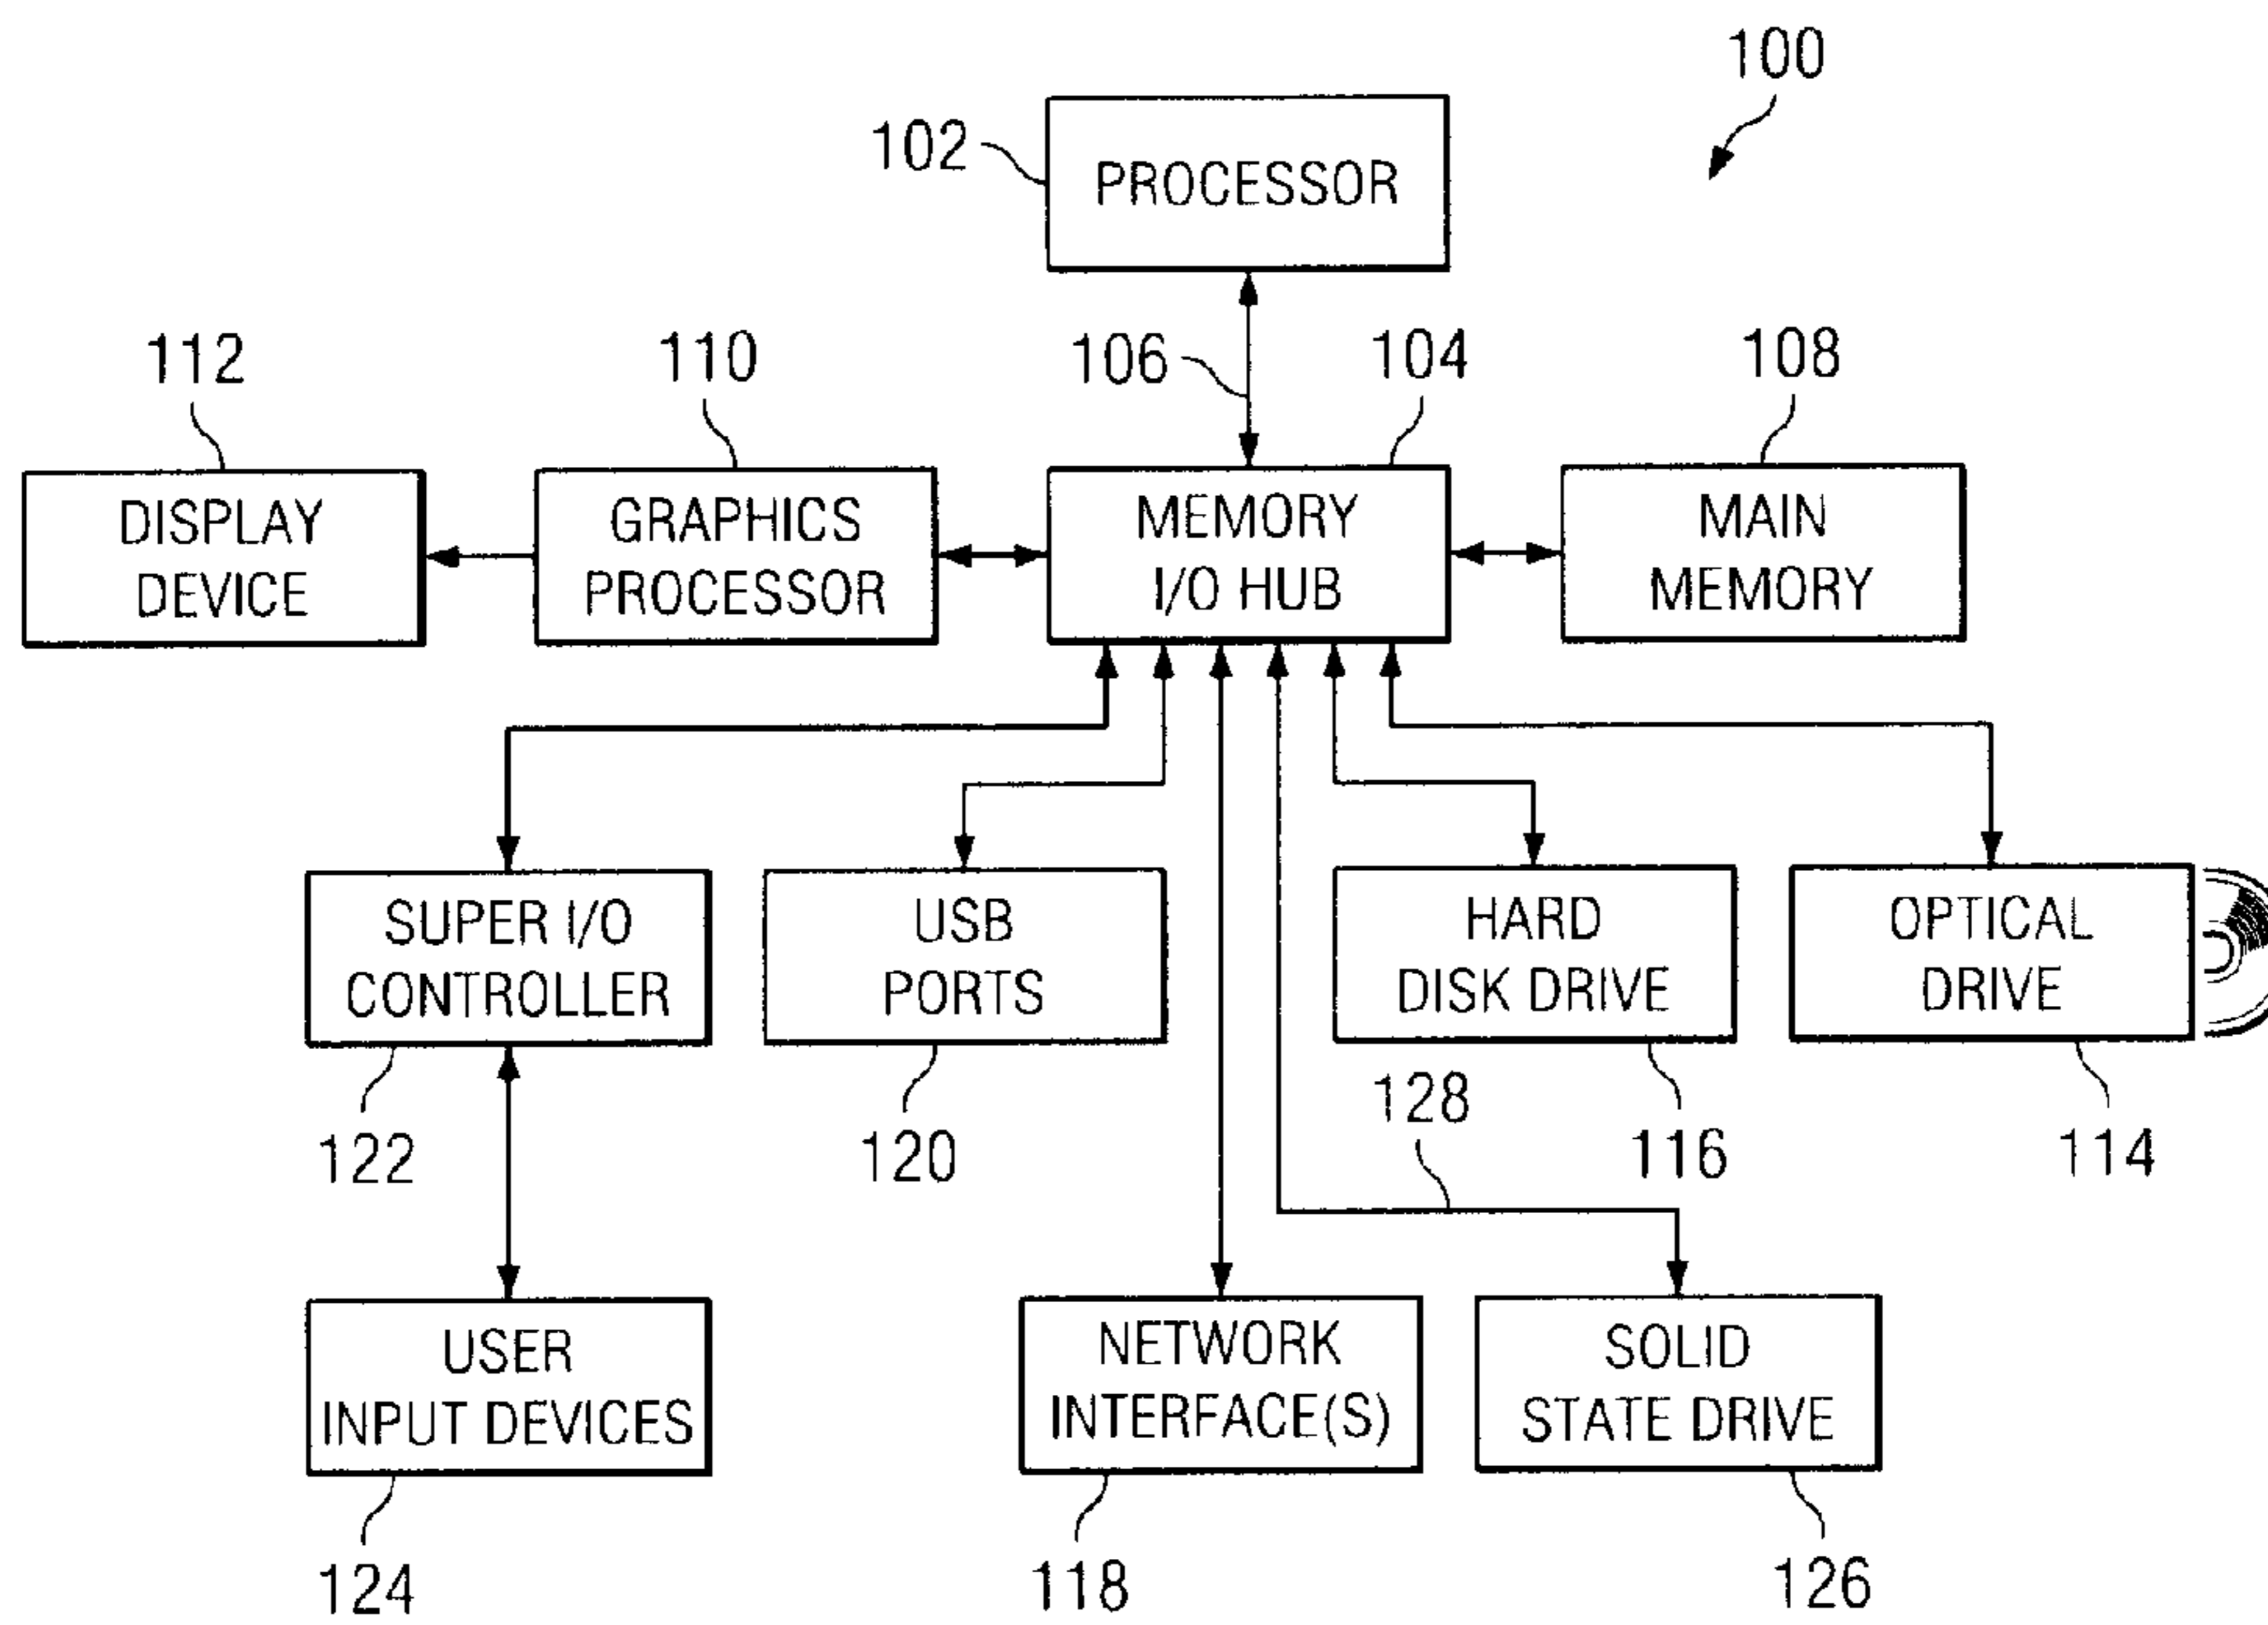 100
102
PROCESSOR
112
110
106
104
108
DISPLAY
DEVICE
GRAPHICS
PROCESSOR
MEMORY
I/O HUB
MAIN
MEMORY
SUPER I/O
CONTROLLER
USB
PORTS
HARD
DISK DRIVE
OPTICAL
DRIVE
122
120
128
116
114
USER
INPUT DEVICES
NETWORK
INTERFACE(S)
SOLID
STATE DRIVE
124
118
126